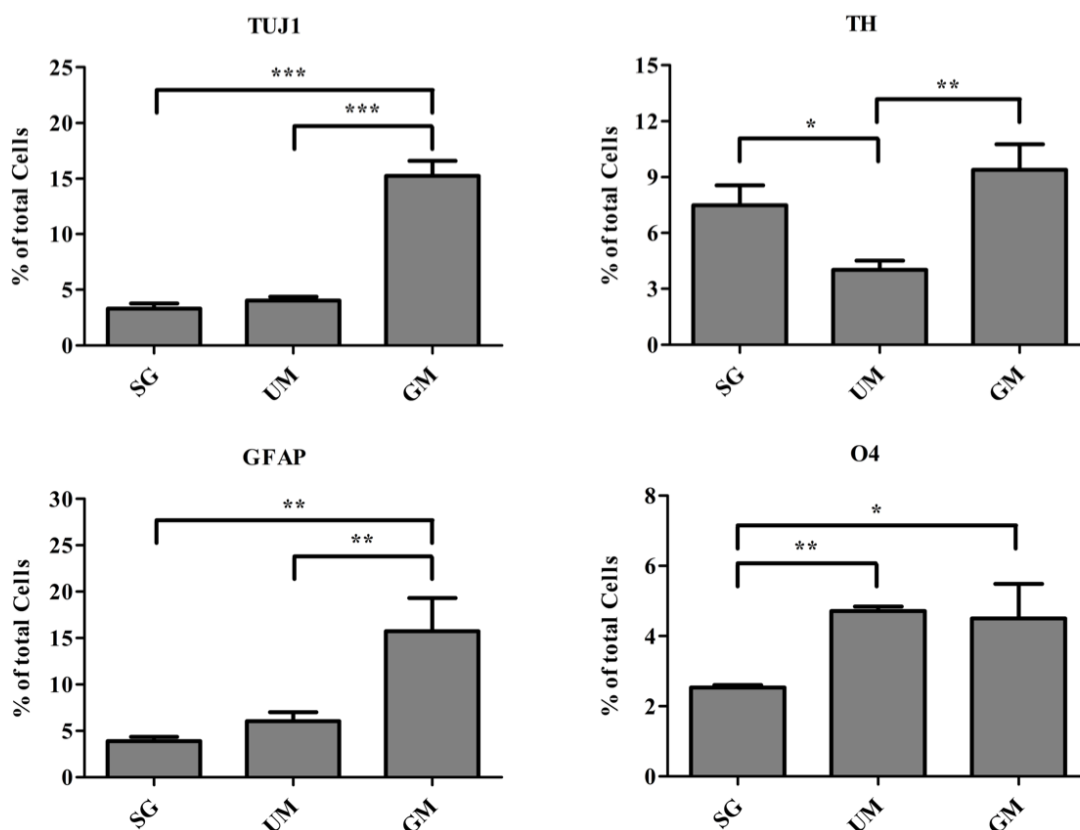 TUJ1
% of total Cells
25
20
15
10
5
0
***
***
SG
UM
GM
TH
% of total Cells
15
12
9
6
3
0
*
**
SG
UM
GM
GFAP
% of total Cells
30
25
20
15
10
5
0
**
**
SG
UM
GM
O4
% of total Cells
8
6
4
2
0
*
**
SG
UM
GM